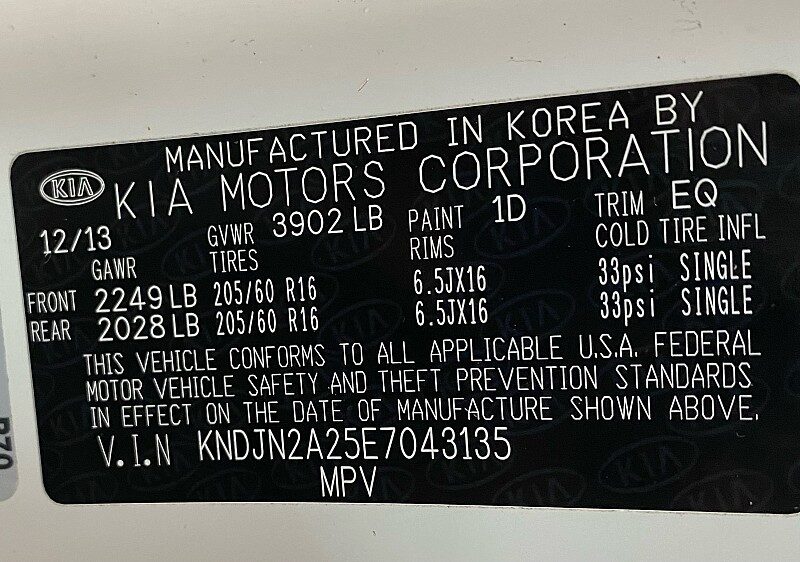 MANUFACTURED IN KOREA BY
KIA KIA MOTORS CORPORATION
12/13 GVWR 3902 LB PAINT 1D TRIM EQ
GAWR TIRES RIMS COLD TIRE INFL
FRONT 2249 LB 205/60 R16 6.5JX16 33psi SINGLE
REAR 2028 LB 205/60 R16 6.5JX16 33psi SINGLE
THIS VEHICLE CONFORMS TO ALL APPLICABLE U.S.A. FEDERAL
MOTOR VEHICLE SAFETY AND THEFT PREVENTION STANDARDS
IN EFFECT ON THE DATE OF MANUFACTURE SHOWN ABOVE.
V.I.N KNDJN2A25E7043135
MPV